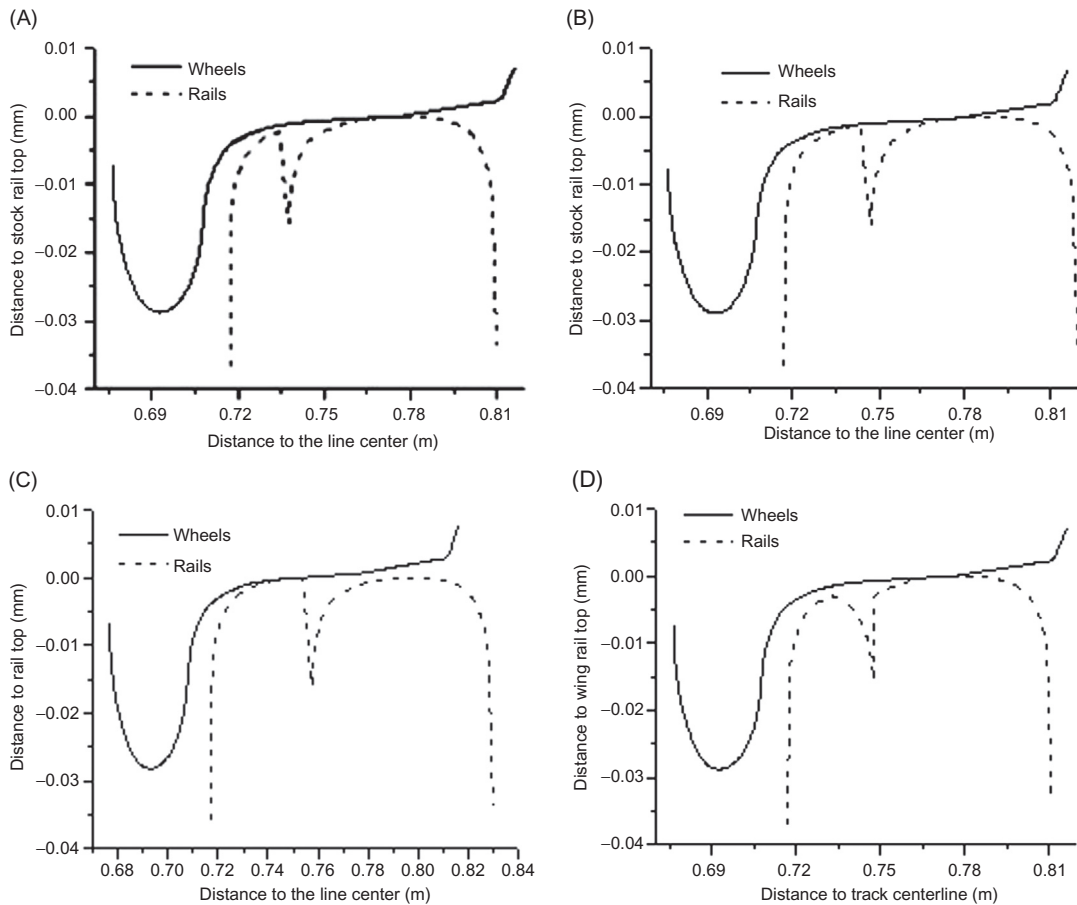 (A)
0.01
0.00
−0.01
−0.02
−0.03
−0.04
Distance to stock rail top (mm)
Wheels
Rails
0.69 0.72 0.75 0.78 0.81
Distance to the line center (m)
(B)
0.01
0.00
−0.01
−0.02
−0.03
−0.04
Distance to stock rail top (mm)
Wheels
Rails
0.69 0.72 0.75 0.78 0.81
Distance to the line center (m)
(C)
0.01
0.00
−0.01
−0.02
−0.03
−0.04
Distance to rail top (mm)
Wheels
Rails
0.68 0.70 0.72 0.74 0.76 0.78 0.80 0.82 0.84
Distance to the line center (m)
(D)
0.01
0.00
−0.01
−0.02
−0.03
−0.04
Distance to wing rail top (mm)
Wheels
Rails
0.69 0.72 0.75 0.78 0.81
Distance to track centerline (m)